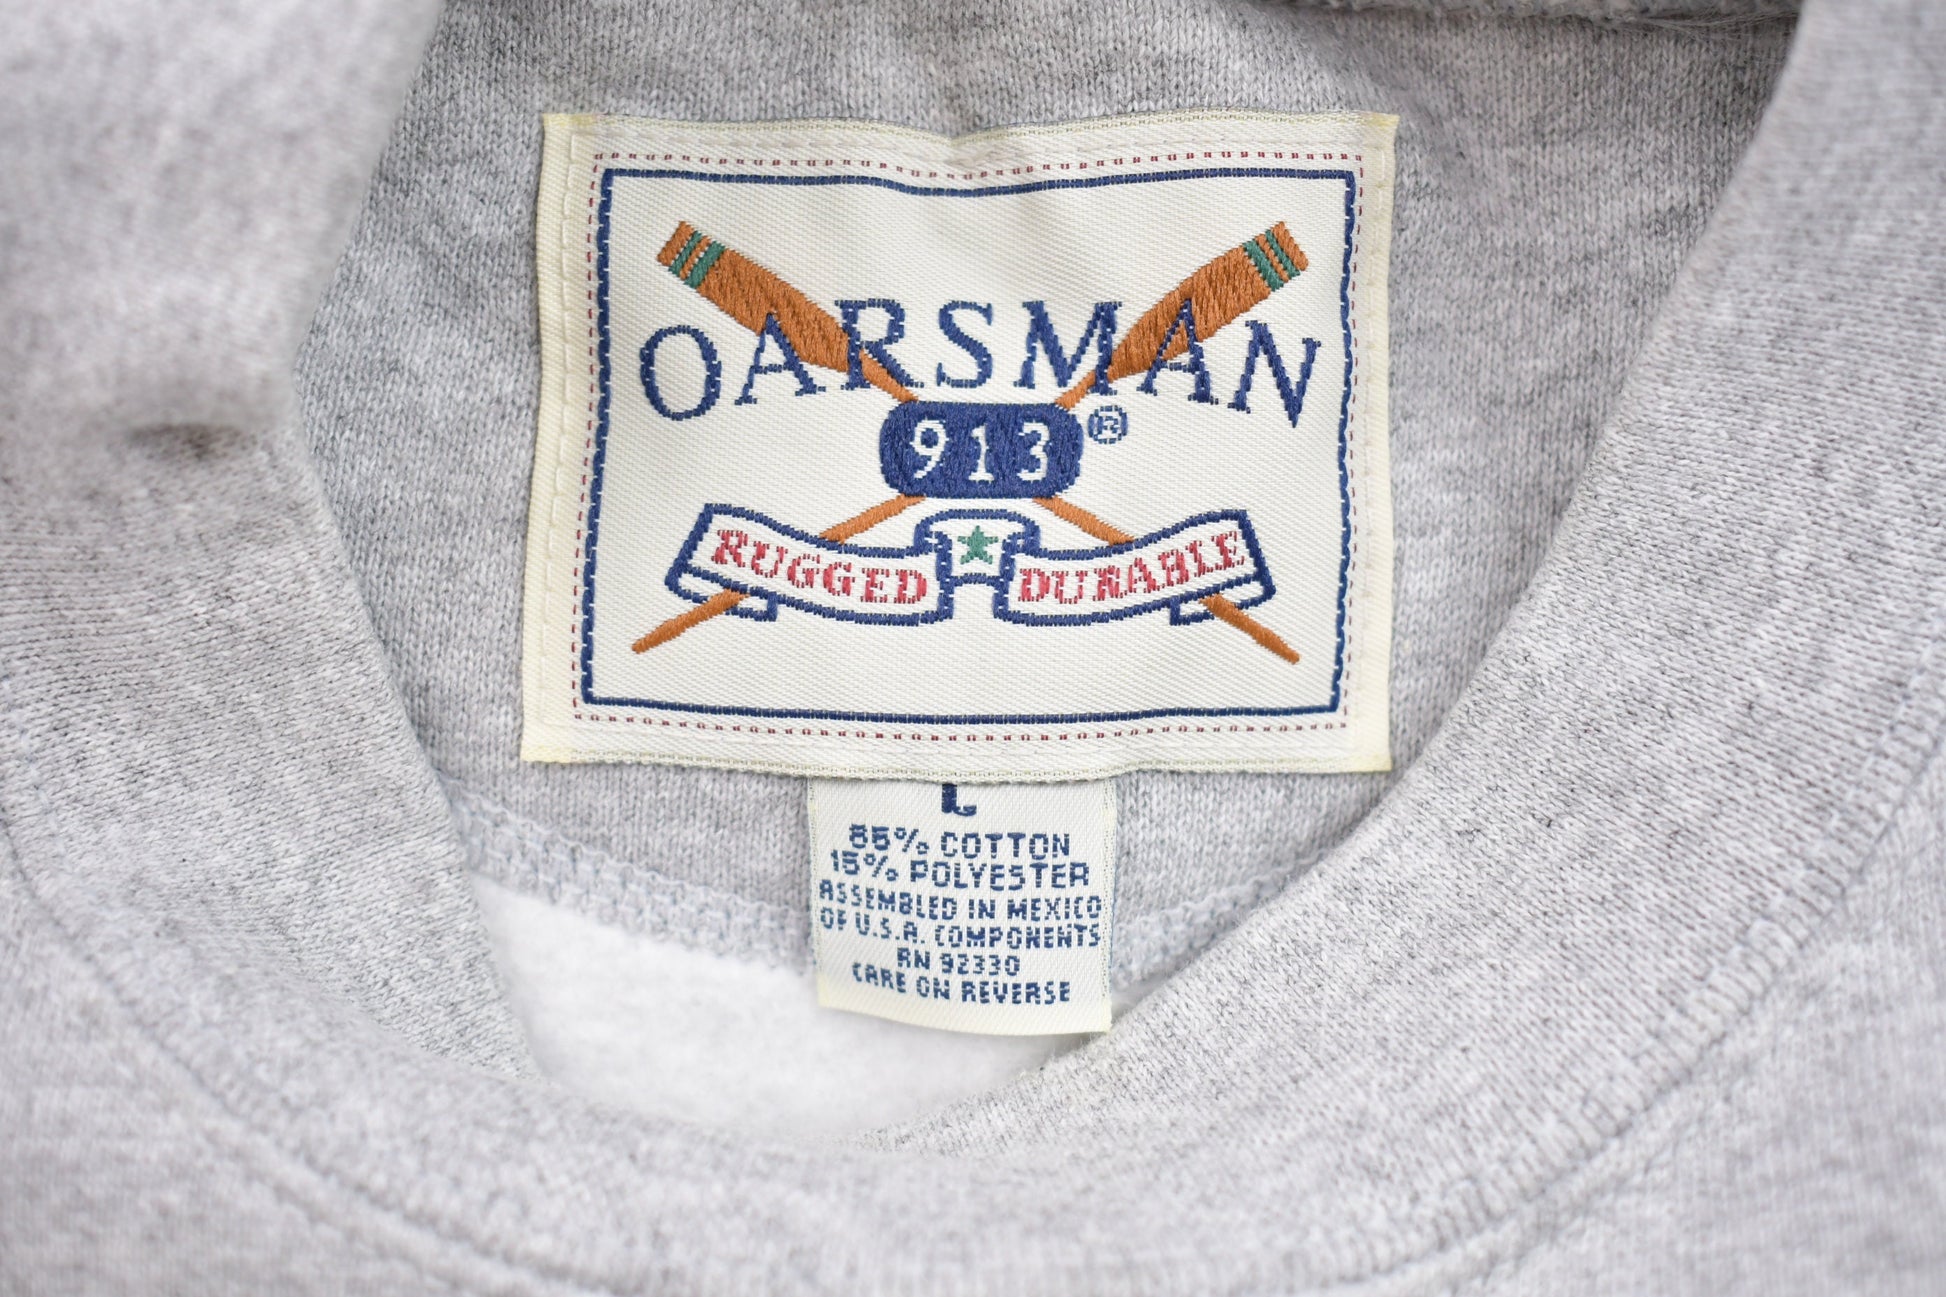 OARSMAN
913®
RUGGED DURABLE
L
85% COTTON
15% POLYESTER
ASSEMBLED IN MEXICO
OF U.S.A. COMPONENTS
RN 92330
CARE ON REVERSE